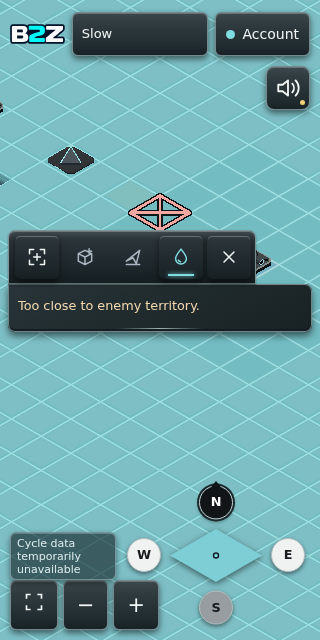 B2Z
Slow
Account
Too close to enemy territory.
N
W
E
S
Cycle data
temporarily
unavailable